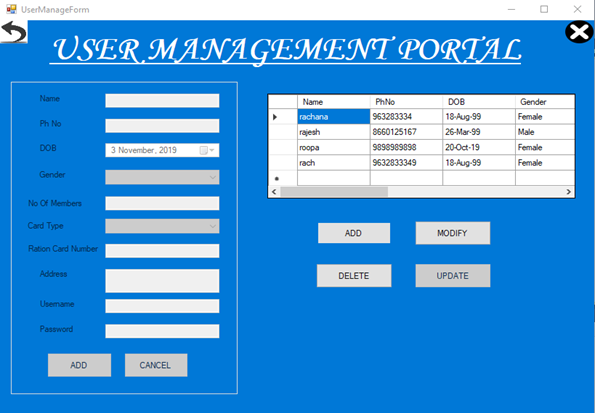 UserManageForm
USER MANAGEMENT PORTAL
Name
Ph No
DOB 3 November, 2019
Gender
No Of Members
Card Type
Ration Card Number
Address
Username
Password
ADD CANCEL
Name PhNo DOB Gender
rachana 963283334 18-Aug-99 Female
rajesh 8660125167 26-Mar-99 Male
roopa 9898989898 20-Oct-19 Female
rach 9632833349 18-Aug-99 Female
ADD MODIFY
DELETE UPDATE